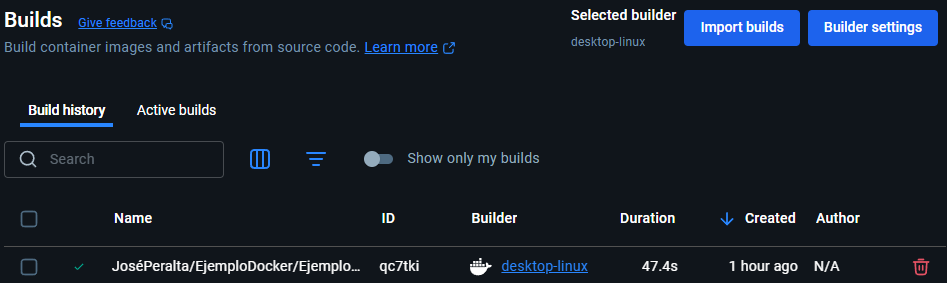 Builds Give feedback
Selected builder
desktop-linux
Import builds
Builder settings
Build container images and artifacts from source code. Learn more
Build history Active builds
Search
Show only my builds
Name ID Builder Duration Created Author
JoséPeralta/EjemploDocker/Ejemplo... qc7tki desktop-linux 47.4s 1 hour ago N/A